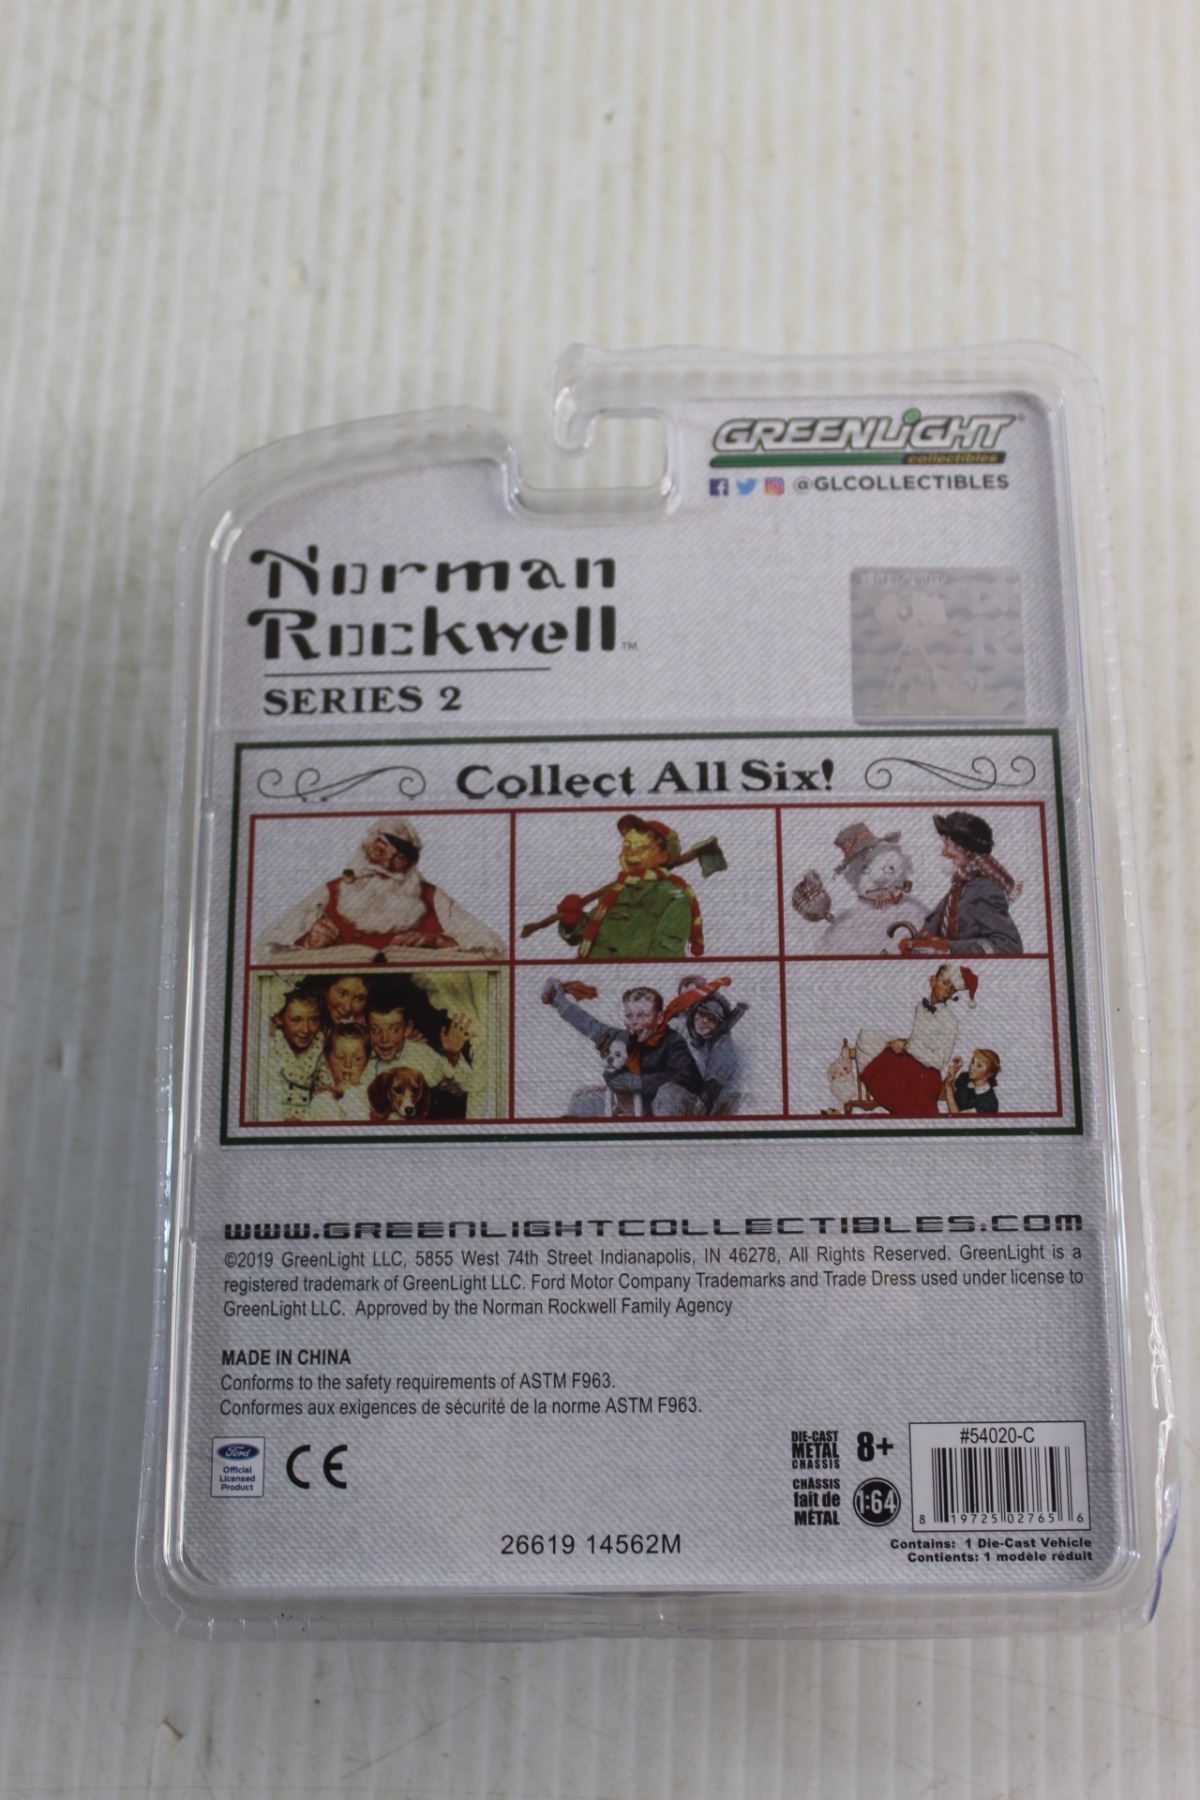 GREENLIGHT®
collectibles
@GLCOLLECTIBLES
Norman
Rockwell™
SERIES 2
Collect All Six!
WWW.GREENLIGHTCOLLECTIBLES.COM
©2019 GreenLight LLC, 5855 West 74th Street Indianapolis, IN 46278, All Rights Reserved. GreenLight is a
registered trademark of GreenLight LLC. Ford Motor Company Trademarks and Trade Dress used under license to
GreenLight LLC. Approved by the Norman Rockwell Family Agency
MADE IN CHINA
Conforms to the safety requirements of ASTM F963.
Conformes aux exigences de sécurité de la norme ASTM F963.
Ford
Official
Licensed
Product
CE
DIE-CAST
METAL
CHASSIS
8+
CHÂSSIS
fait de
MÉTAL
1:64
#54020-C
8 19725 02765 6
Contains: 1 Die-Cast Vehicle
Contients: 1 modèle réduit
26619 14562M